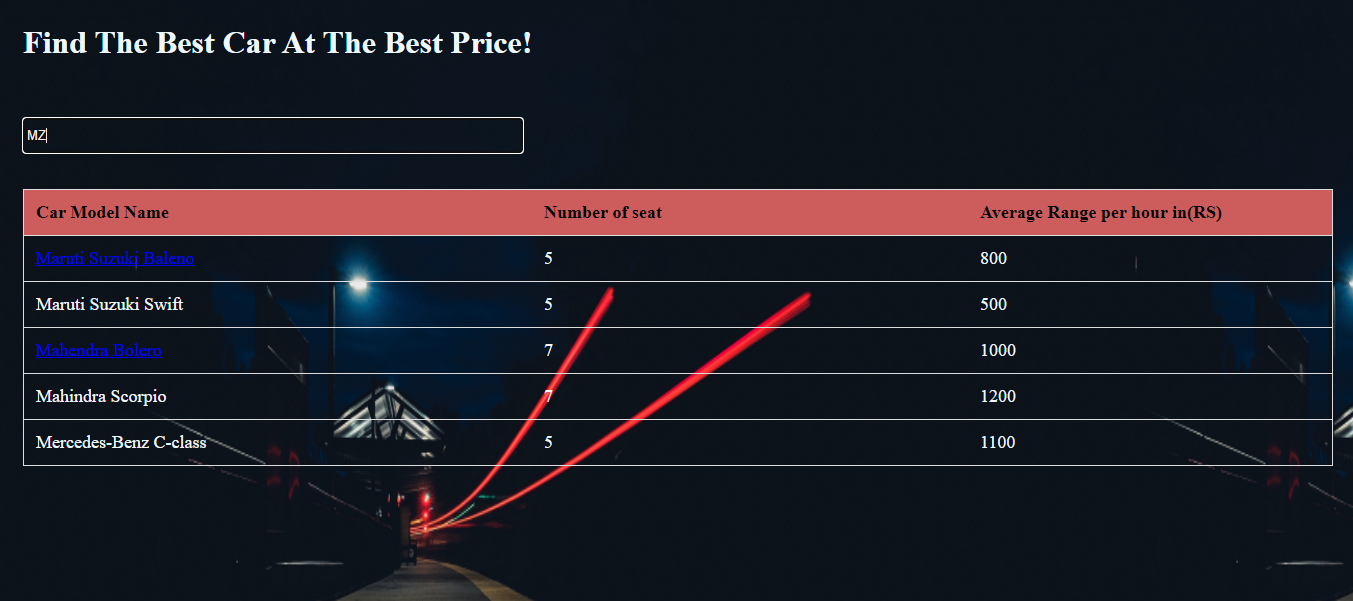 Find The Best Car At The Best Price!
MZ
Car Model Name Number of seat Average Range per hour in(RS)
Maruti Suzuki Baleno 5 800
Maruti Suzuki Swift 5 500
Mahendra Bolero 7 1000
Mahindra Scorpio 7 1200
Mercedes-Benz C-class 5 1100